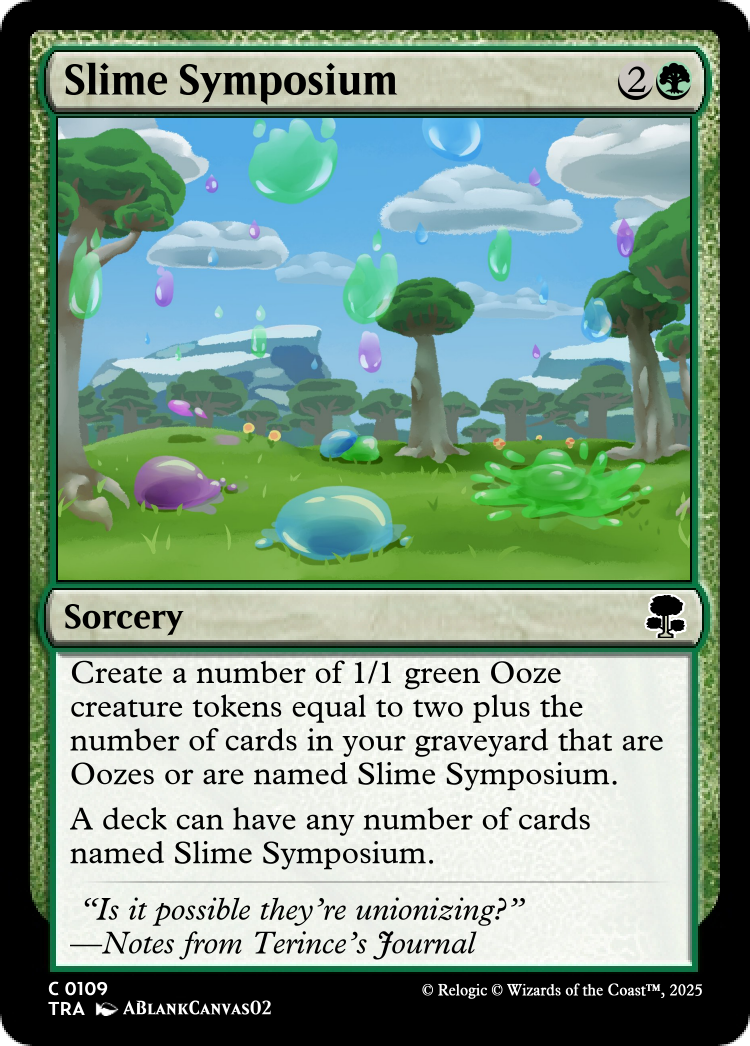 Slime Symposium 2
Sorcery
Create a number of 1/1 green Ooze
creature tokens equal to two plus the
number of cards in your graveyard that are
Oozes or are named Slime Symposium.
A deck can have any number of cards
named Slime Symposium.
“Is it possible they’re unionizing?”
—Notes from Terince’s Journal
C 0109
TRA ABlankCanvas02
© Relogic © Wizards of the Coast™, 2025